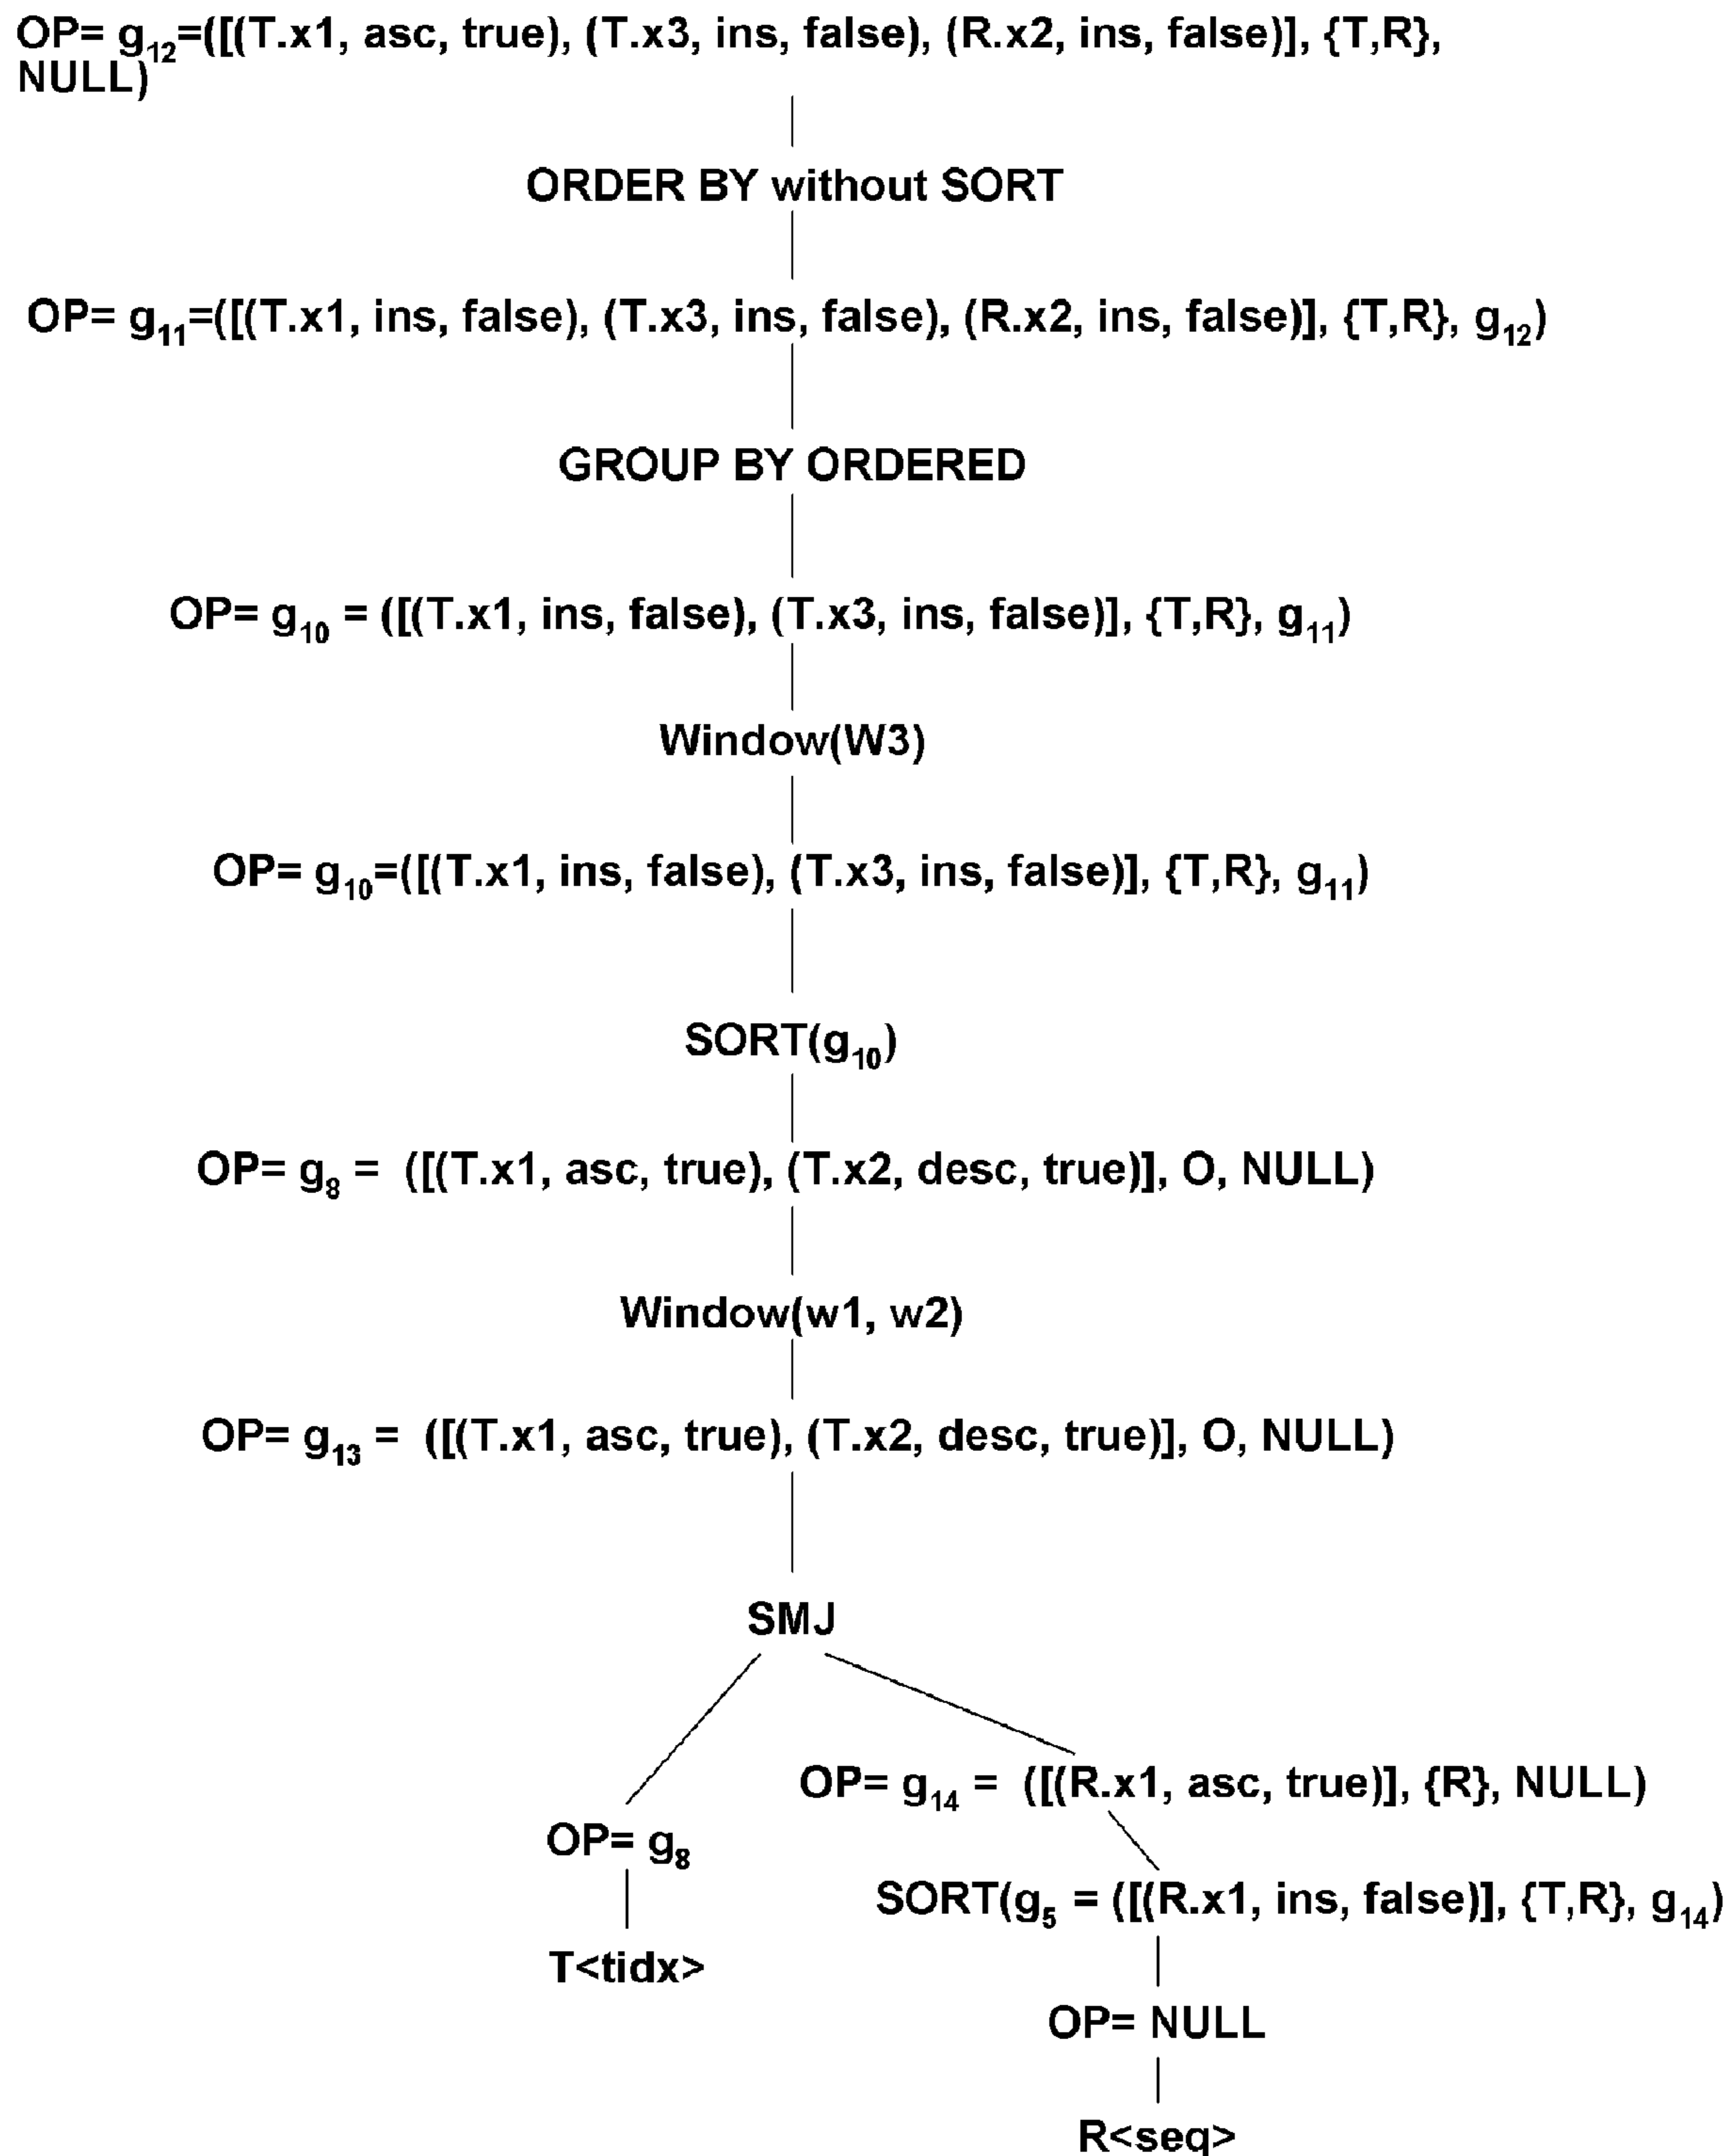 OP= g12=([(T.x1, asc, true), (T.x3, ins, false), (R.x2, ins, false)], {T,R},
NULL)
ORDER BY without SORT
OP= g11=([(T.x1, ins, false), (T.x3, ins, false), (R.x2, ins, false)], {T,R}, g12)
GROUP BY ORDERED
OP= g10 = ([(T.x1, ins, false), (T.x3, ins, false)], {T,R}, g11)
Window(W3)
OP= g10=([(T.x1, ins, false), (T.x3, ins, false)], {T,R}, g11)
SORT(g10)
OP= g8 = ([(T.x1, asc, true), (T.x2, desc, true)], O, NULL)
Window(w1, w2)
OP= g13 = ([(T.x1, asc, true), (T.x2, desc, true)], O, NULL)
SMJ
OP= g14 = ([(R.x1, asc, true)], {R}, NULL)
OP= g8
SORT(g5 = ([(R.x1, ins, false)], {T,R}, g14)
T<tidx>
OP= NULL
R<seq>